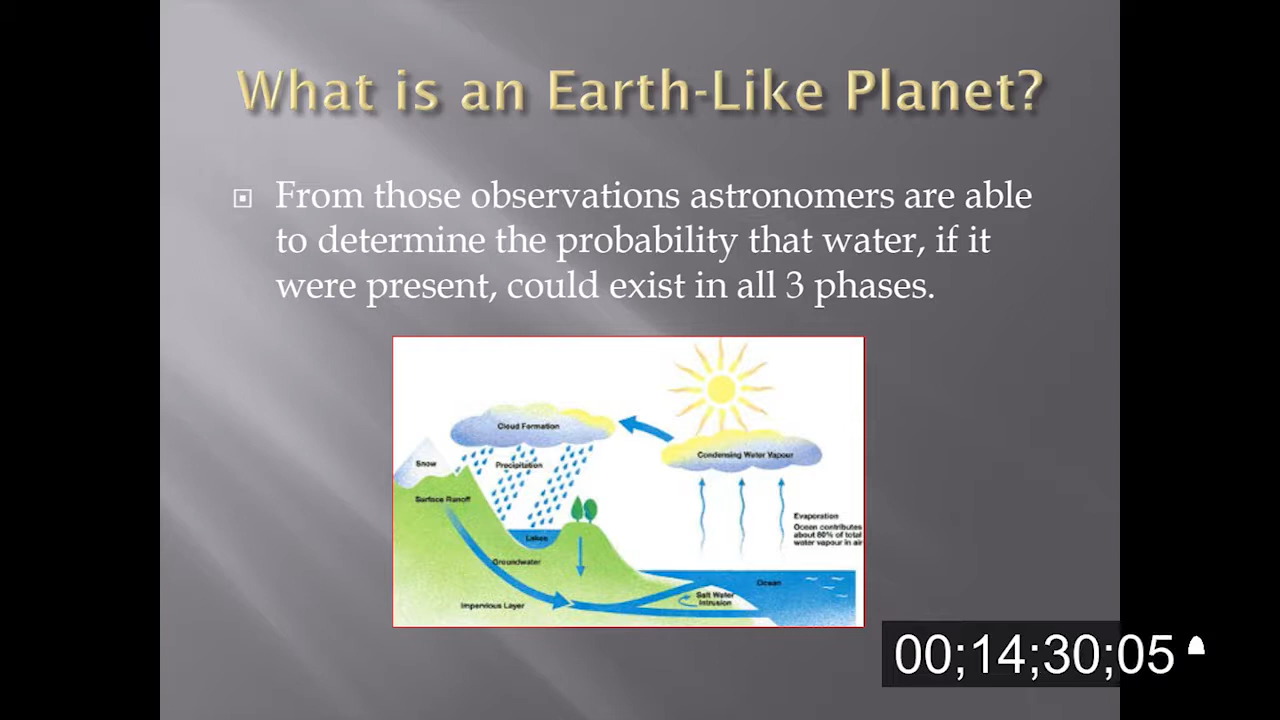 What is an Earth-Like Planet?
From those observations astronomers are able
to determine the probability that water, if it
were present, could exist in all 3 phases.
Cloud Formation
Condensing Water Vapour
Snow
Precipitation
Surface Runoff
Evaporation
Ocean contributes
about 80% of total
water vapour in air
Lakes
Groundwater
Ocean
Salt Water
Intrusion
Impervious Layer
00;14;30;05